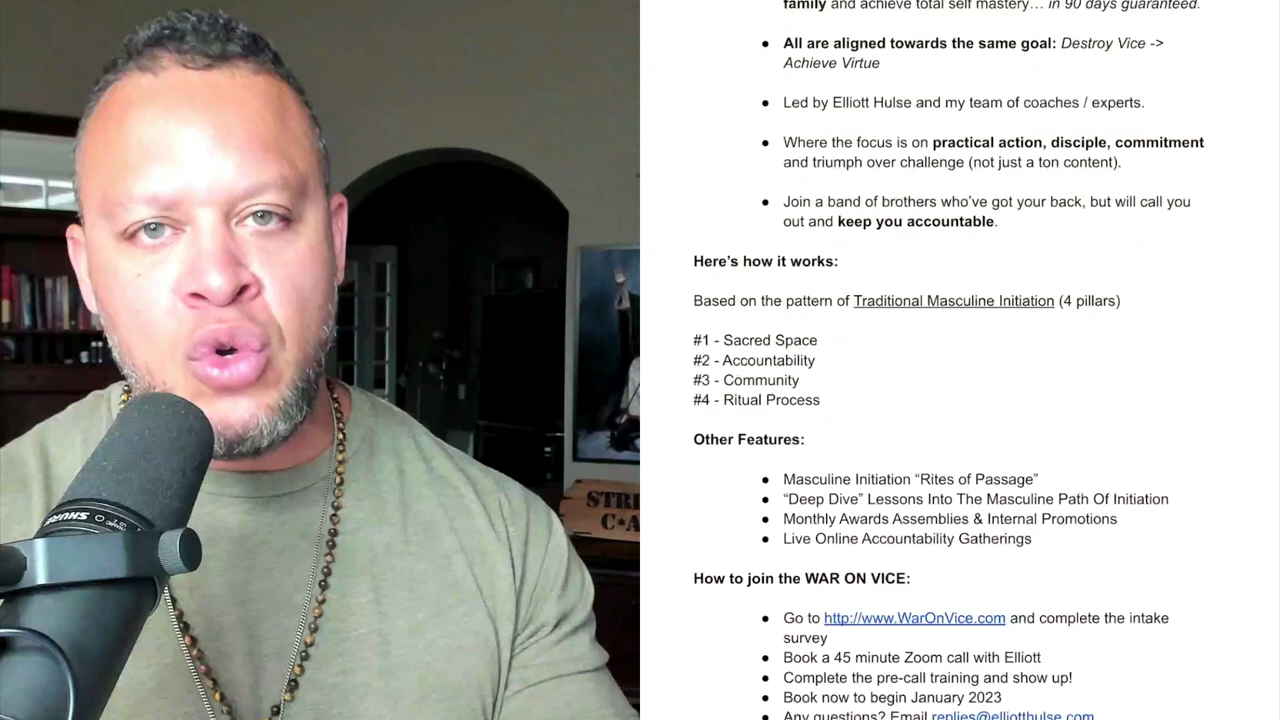 family and achieve total self mastery… in 90 days guaranteed.
● All are aligned towards the same goal: Destroy Vice ->
Achieve Virtue
● Led by Elliott Hulse and my team of coaches / experts.
● Where the focus is on practical action, disciple, commitment
and triumph over challenge (not just a ton content).
● Join a band of brothers who’ve got your back, but will call you
out and keep you accountable.
Here’s how it works:
Based on the pattern of Traditional Masculine Initiation (4 pillars)
#1 - Sacred Space
#2 - Accountability
#3 - Community
#4 - Ritual Process
Other Features:
● Masculine Initiation “Rites of Passage”
● “Deep Dive” Lessons Into The Masculine Path Of Initiation
● Monthly Awards Assemblies & Internal Promotions
● Live Online Accountability Gatherings
How to join the WAR ON VICE:
● Go to http://www.WarOnVice.com and complete the intake
survey
● Book a 45 minute Zoom call with Elliott
● Complete the pre-call training and show up!
● Book now to begin January 2023
● Any questions? Email replies@elliotthulse.com
SHURE
STRE
C★A